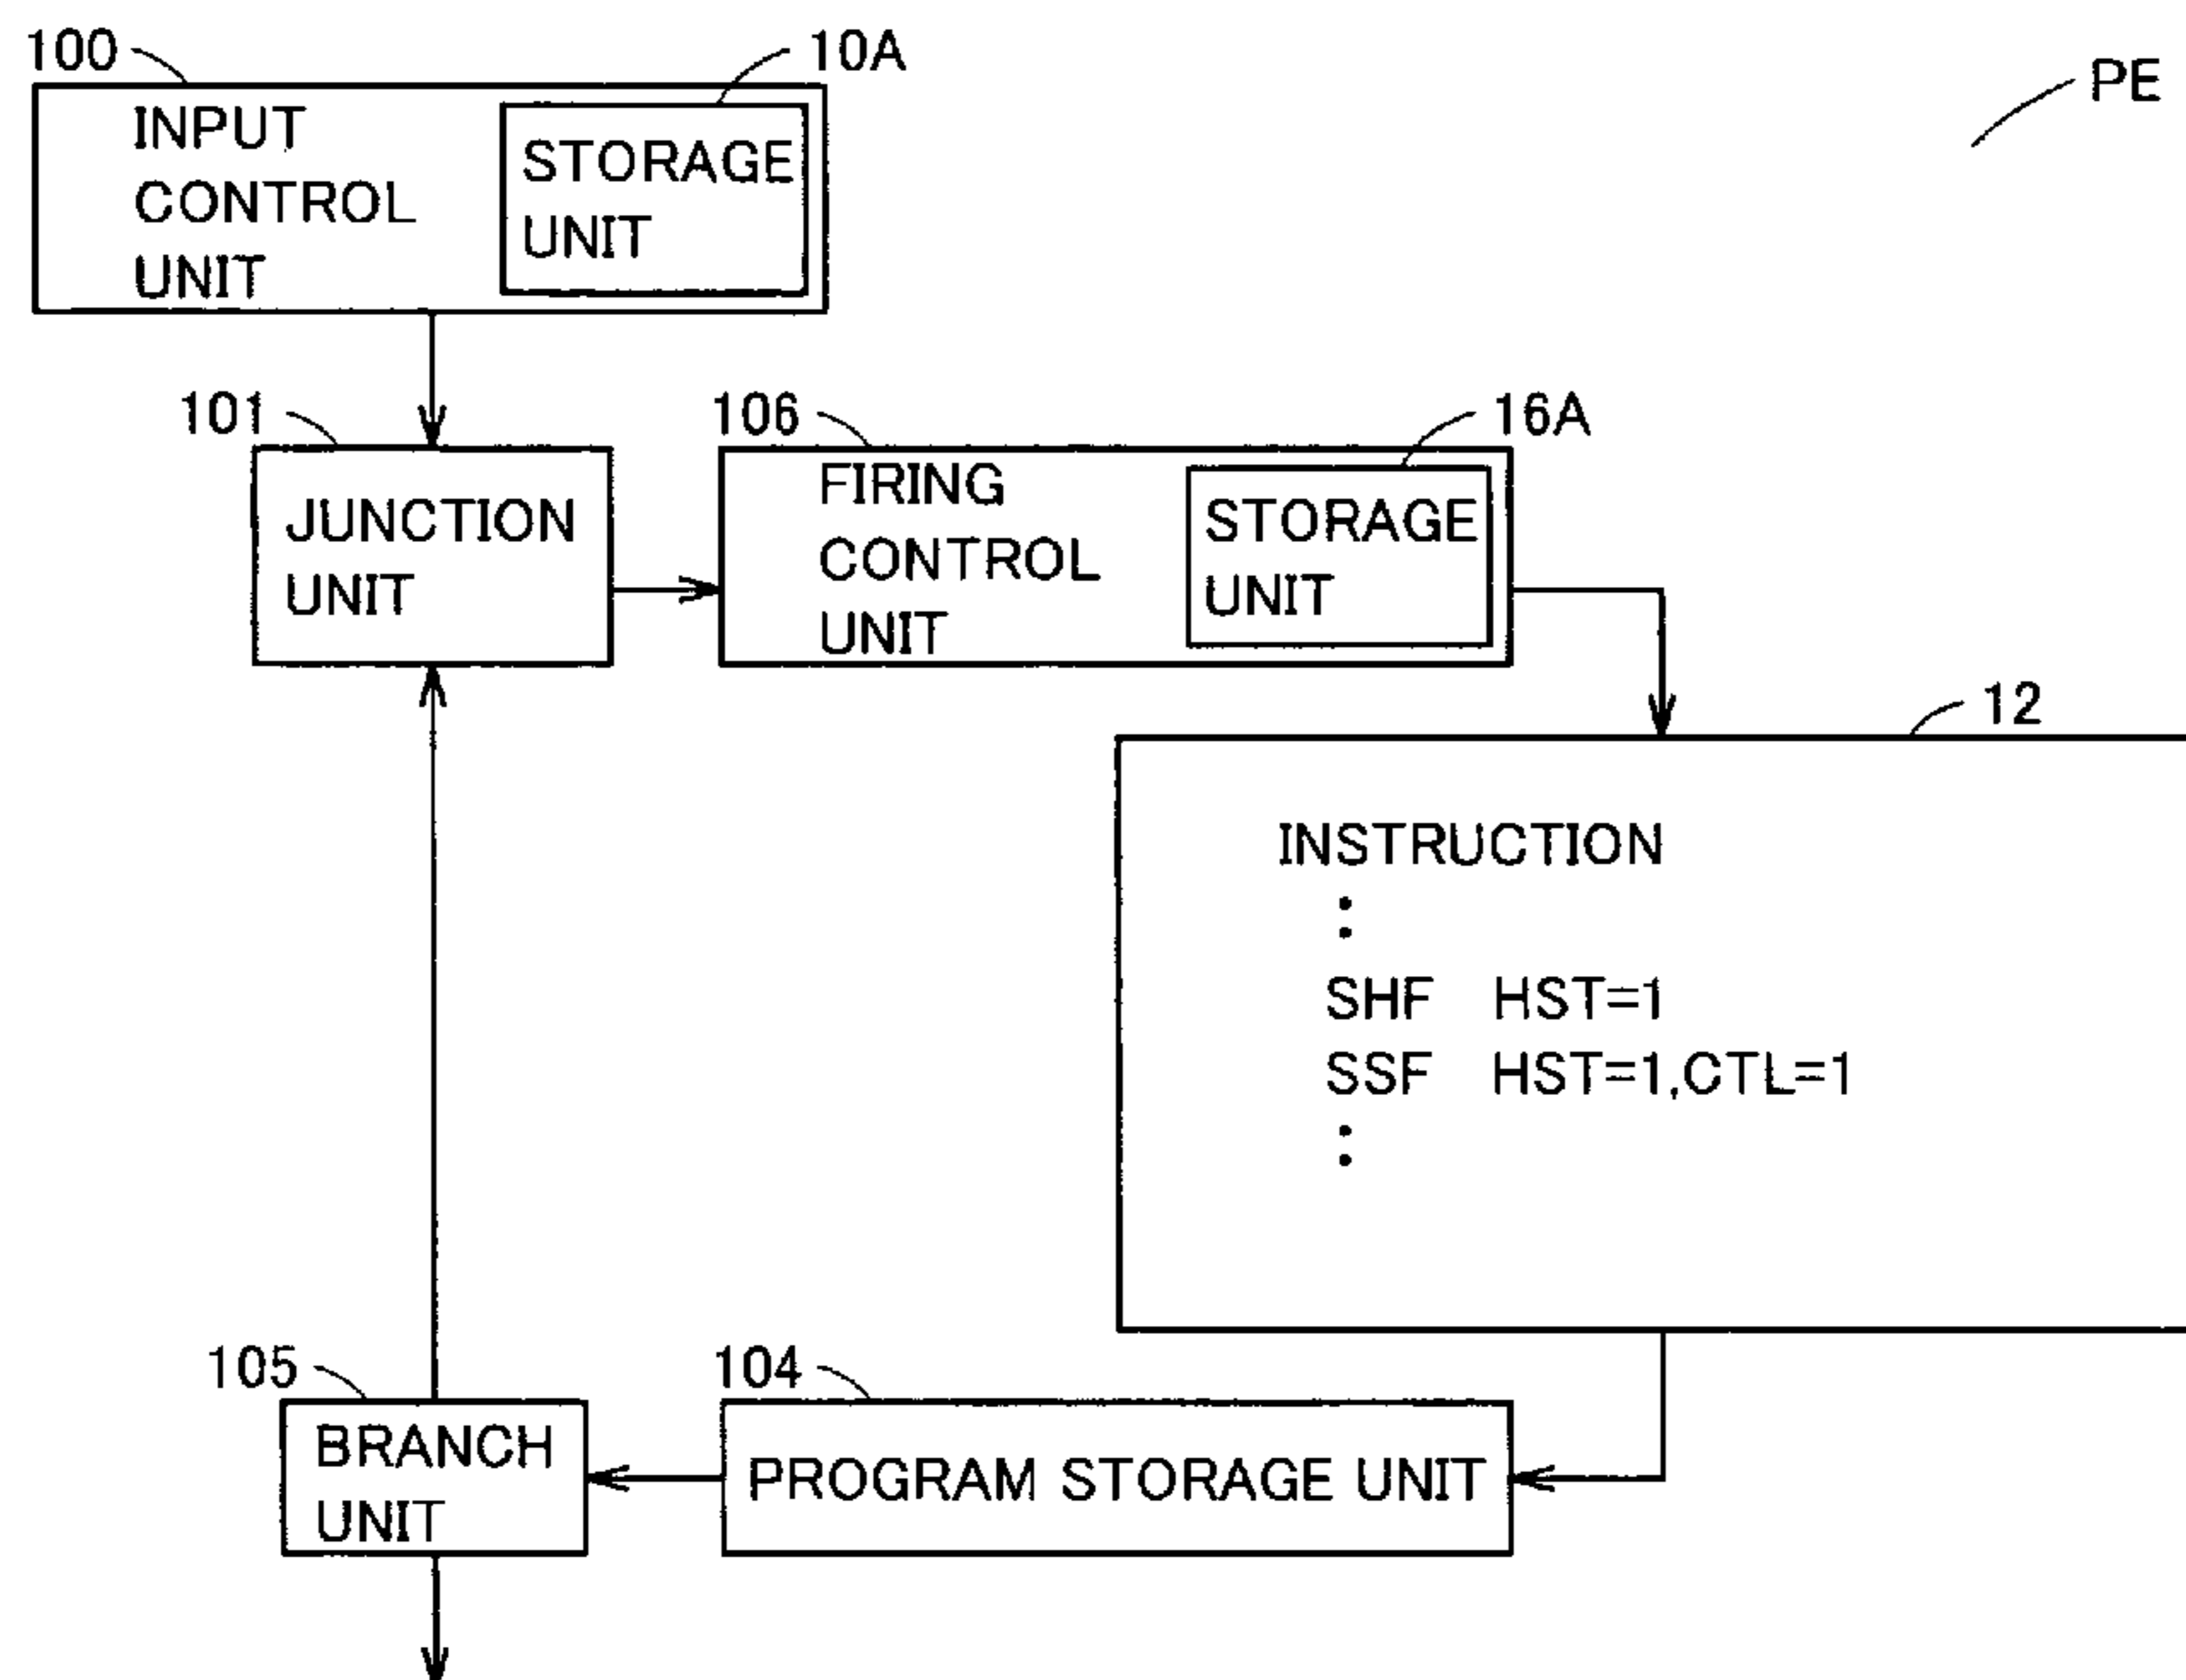 100
10A
PE
INPUT
CONTROL
UNIT
STORAGE
UNIT
101
106
16A
JUNCTION
UNIT
FIRING
CONTROL
UNIT
STORAGE
UNIT
12
INSTRUCTION
:
SHF HST=1
SSF HST=1,CTL=1
:
105
104
BRANCH
UNIT
PROGRAM STORAGE UNIT